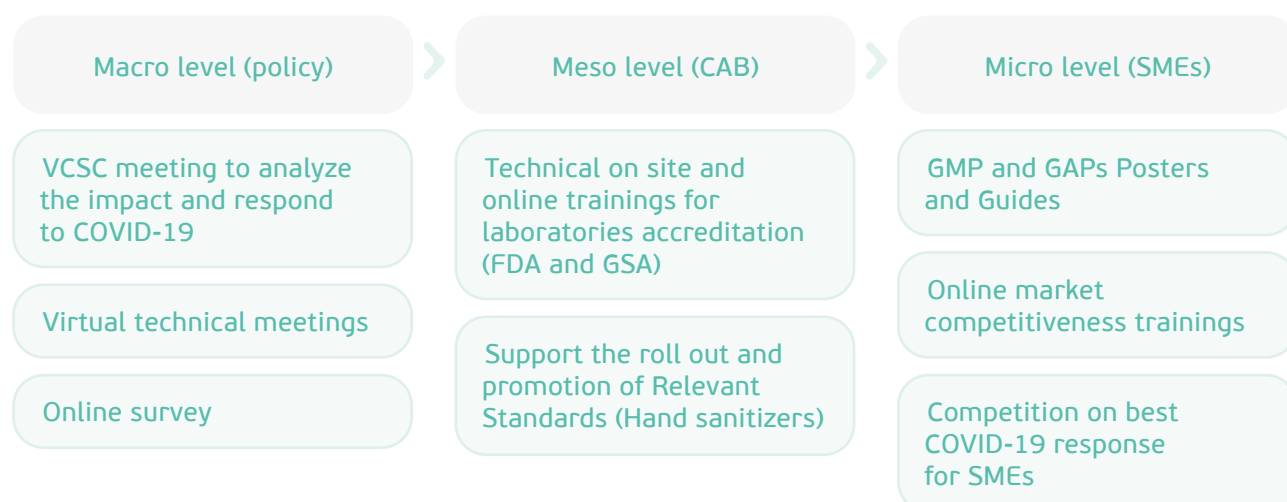 Macro level (policy)
VCSC meeting to analyze
the impact and respond
to COVID-19
Virtual technical meetings
Online survey
Meso level (CAB)
Technical on site and
online trainings for
laboratories accreditation
(FDA and GSA)
Support the roll out and
promotion of Relevant
Standards (Hand sanitizers)
Micro level (SMEs)
GMP and GAPs Posters
and Guides
Online market
competitiveness trainings
Competition on best
COVID-19 response
for SMEs